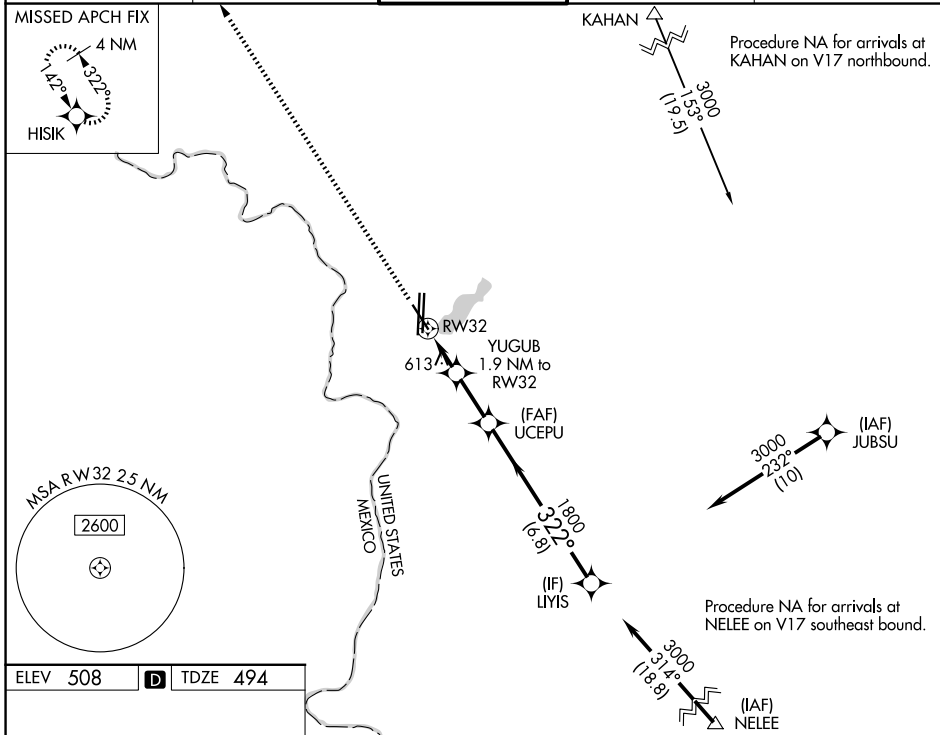 MISSED APCH FIX
4 NM
322°
142°
HISIK
KAHAN
Procedure NA for arrivals at
KAHAN on V17 northbound.
3000
153°
(19.5)
RW32
YUGUB
1.9 NM to
RW32
613
(FAF)
UCEPU
(IAF)
JUBSU
3000
232°
(10)
MSA RW32 25 NM
2600
UNITED STATES
MEXICO
1800
322°
(6.8)
(IF)
LIYIS
Procedure NA for arrivals at
NELEE on V17 southeast bound.
3000
314°
(18.8)
(IAF)
NELEE
ELEV 508 D TDZE 494